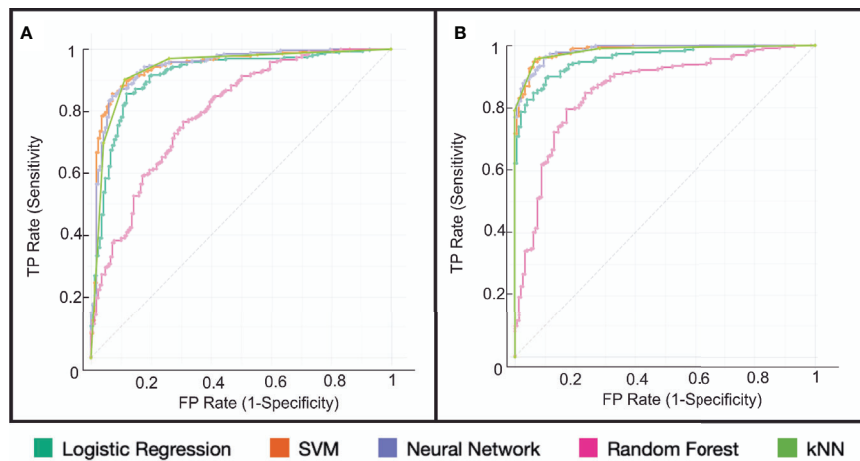 A
1
0.8
0.6
0.4
0.2
0
0.2 0.4 0.6 0.8 1
TP Rate (Sensitivity)
FP Rate (1-Specificity)
B
1
0.8
0.6
0.4
0.2
0
0.2 0.4 0.6 0.8 1
TP Rate (Sensitivity)
FP Rate (1-Specificity)
Logistic Regression SVM Neural Network Random Forest kNN